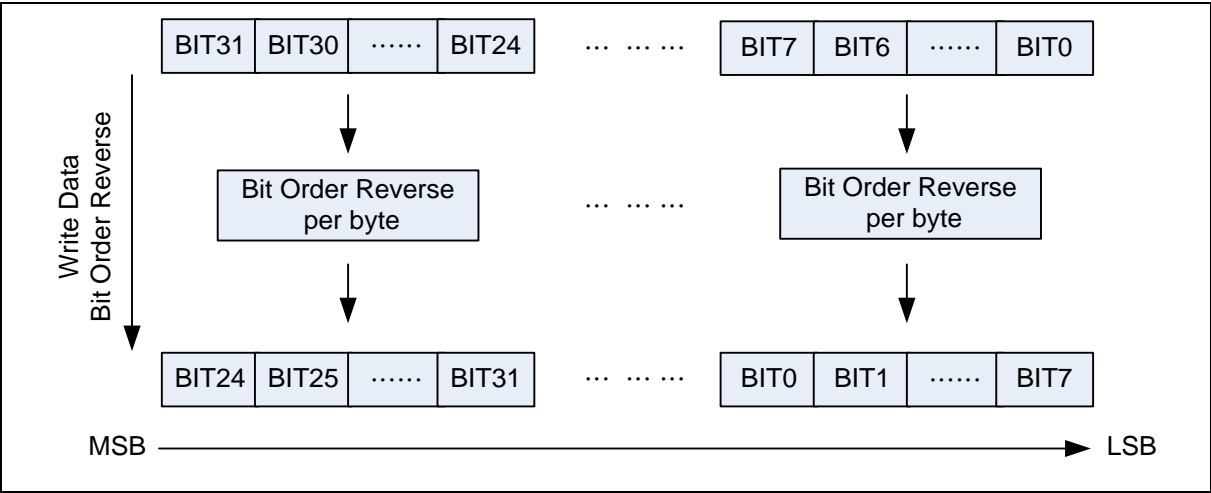 BIT31 BIT30 ...... BIT24 ... ... ... BIT7 BIT6 ...... BIT0
Write Data
Bit Order Reverse
Bit Order Reverse
per byte
... ... ...
Bit Order Reverse
per byte
BIT24 BIT25 ...... BIT31 ... ... ... BIT0 BIT1 ...... BIT7
MSB LSB